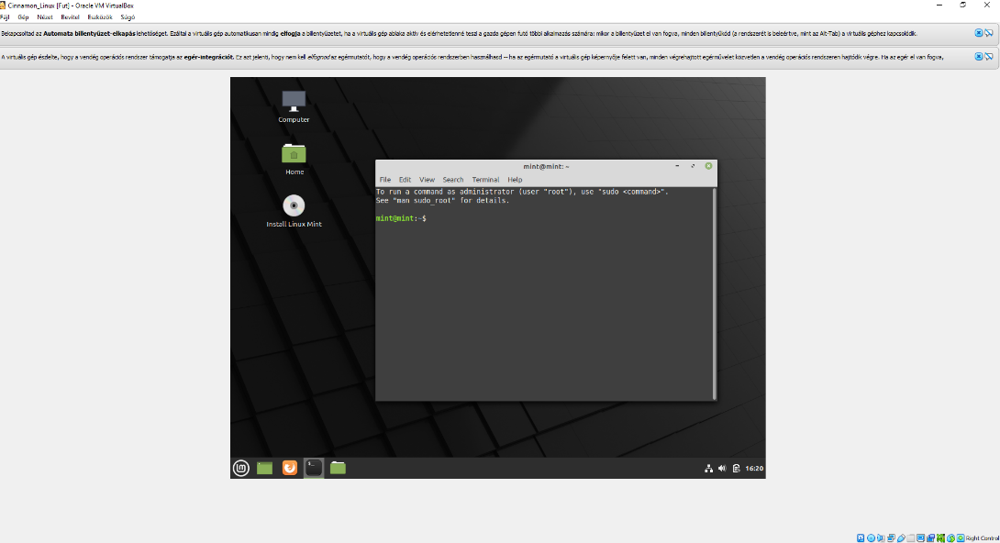 Cinnamon_Linux [Fut] - Oracle VM VirtualBox
Fájl Gép Nézet Bevitel Eszközök Súgó
Bekapcsoltad az Automata billentyűzet-elkapás lehetőséget. Ezáltal a virtuális gép automatikusan mindig elfogja a billentyűzetet, ha a virtuális gép ablaka aktív és elérhetetlenné teszi a gazda gépen futó többi alkalmazás számára: mikor a billentyűzet el van fogva, minden billentyűkód (a rendszerét is beleértve, mint az Alt-Tab) a virtuális géphez kapcsolódik.
A virtuális gép észlelte, hogy a vendég operációs rendszer támogatja az egér-integrációt. Ez azt jelenti, hogy nem kell elfognod az egérmutatót, hogy a vendég operációs rendszerben használhasd -- ha az egérmutató a virtuális gép képernyője felett van, minden végrehajtott egérművelet közvetlen a vendég operációs rendszeren hajtódik végre. Ha az egér el van fogva,
Computer
Home
Install Linux Mint
mint@mint: ~
File Edit View Search Terminal Help
To run a command as administrator (user "root"), use "sudo <command>".
See "man sudo_root" for details.
mint@mint:~$
16:20
Right Control